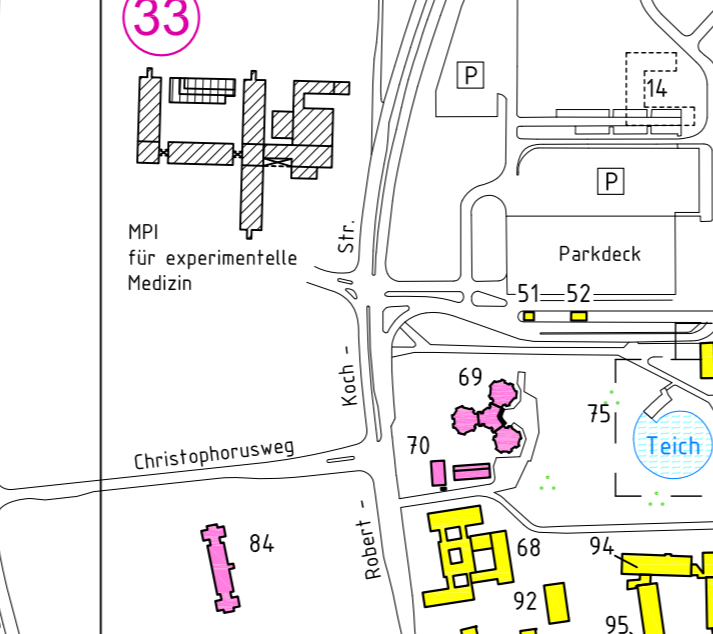 33
P
14
P
MPI
für experimentelle
Medizin
Str.
Parkdeck
51
52
Koch -
69
75
70
Teich
Christophorusweg
Robert -
84
68
94
92
95